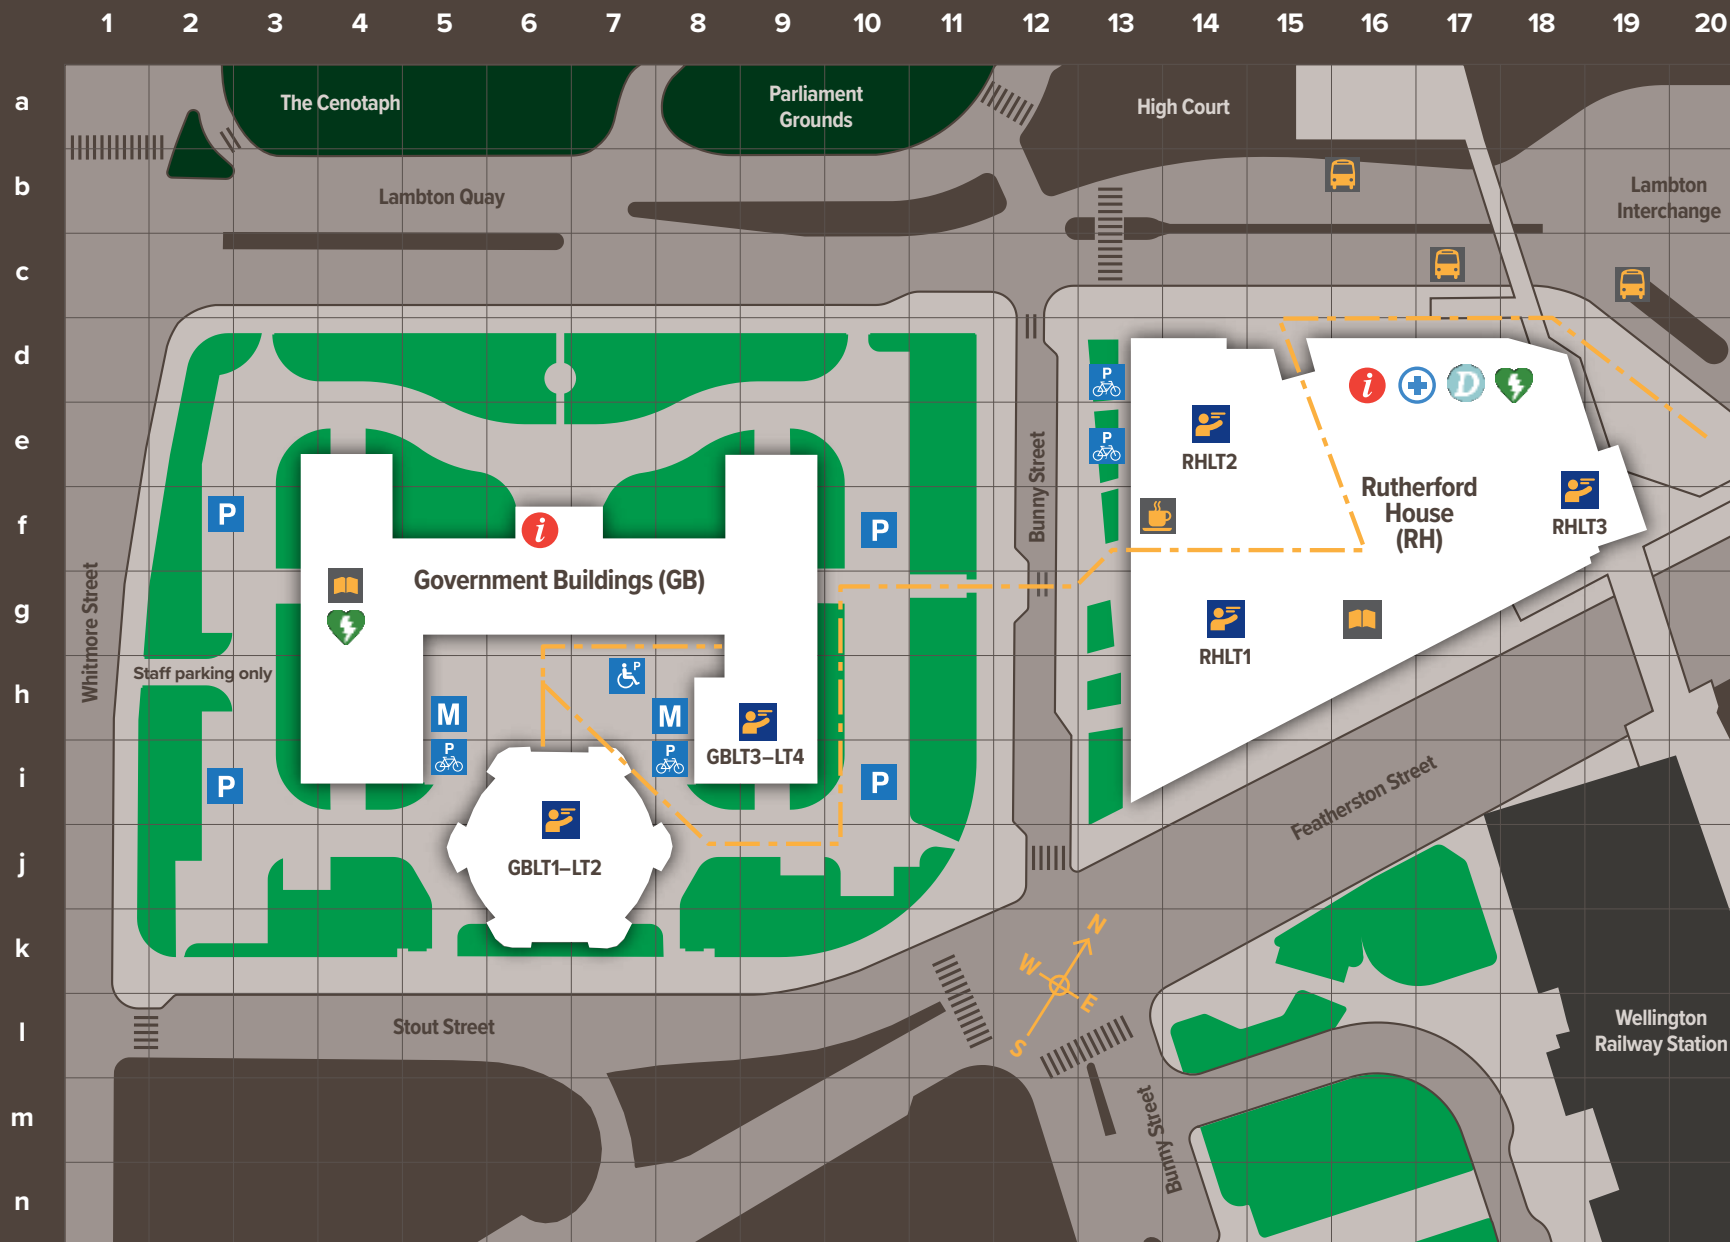 1 2 3 4 5 6 7 8 9 10 11 12 13 14 15 16 17 18 19 20
a
The Cenotaph
Parliament
Grounds
High Court
b
Lambton Quay
Lambton
Interchange
c
d
P
i
D
e
P
RHLT2
Bunny Street
Rutherford
House
(RH)
f
P
i
P
RHLT3
Whitmore Street
Government Buildings (GB)
g
RHLT1
Staff parking only
P
h
M
M
GBLT3–LT4
P
P
i
P
P
Featherston Street
j
GBLT1–LT2
k
N
W
E
S
l
Stout Street
Wellington
Railway Station
m
Bunny Street
n